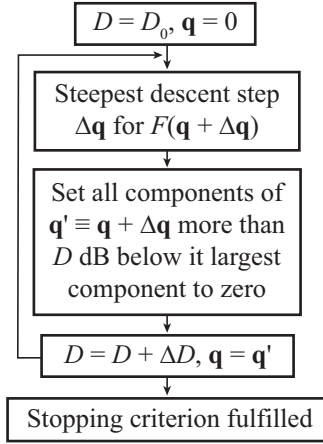 D = D₀, q = 0
Steepest descent step
Δq for F(q + Δq)
Set all components of
q' ≡ q + Δq more than
D dB below it largest
component to zero
D = D + ΔD, q = q'
Stopping criterion fulfilled